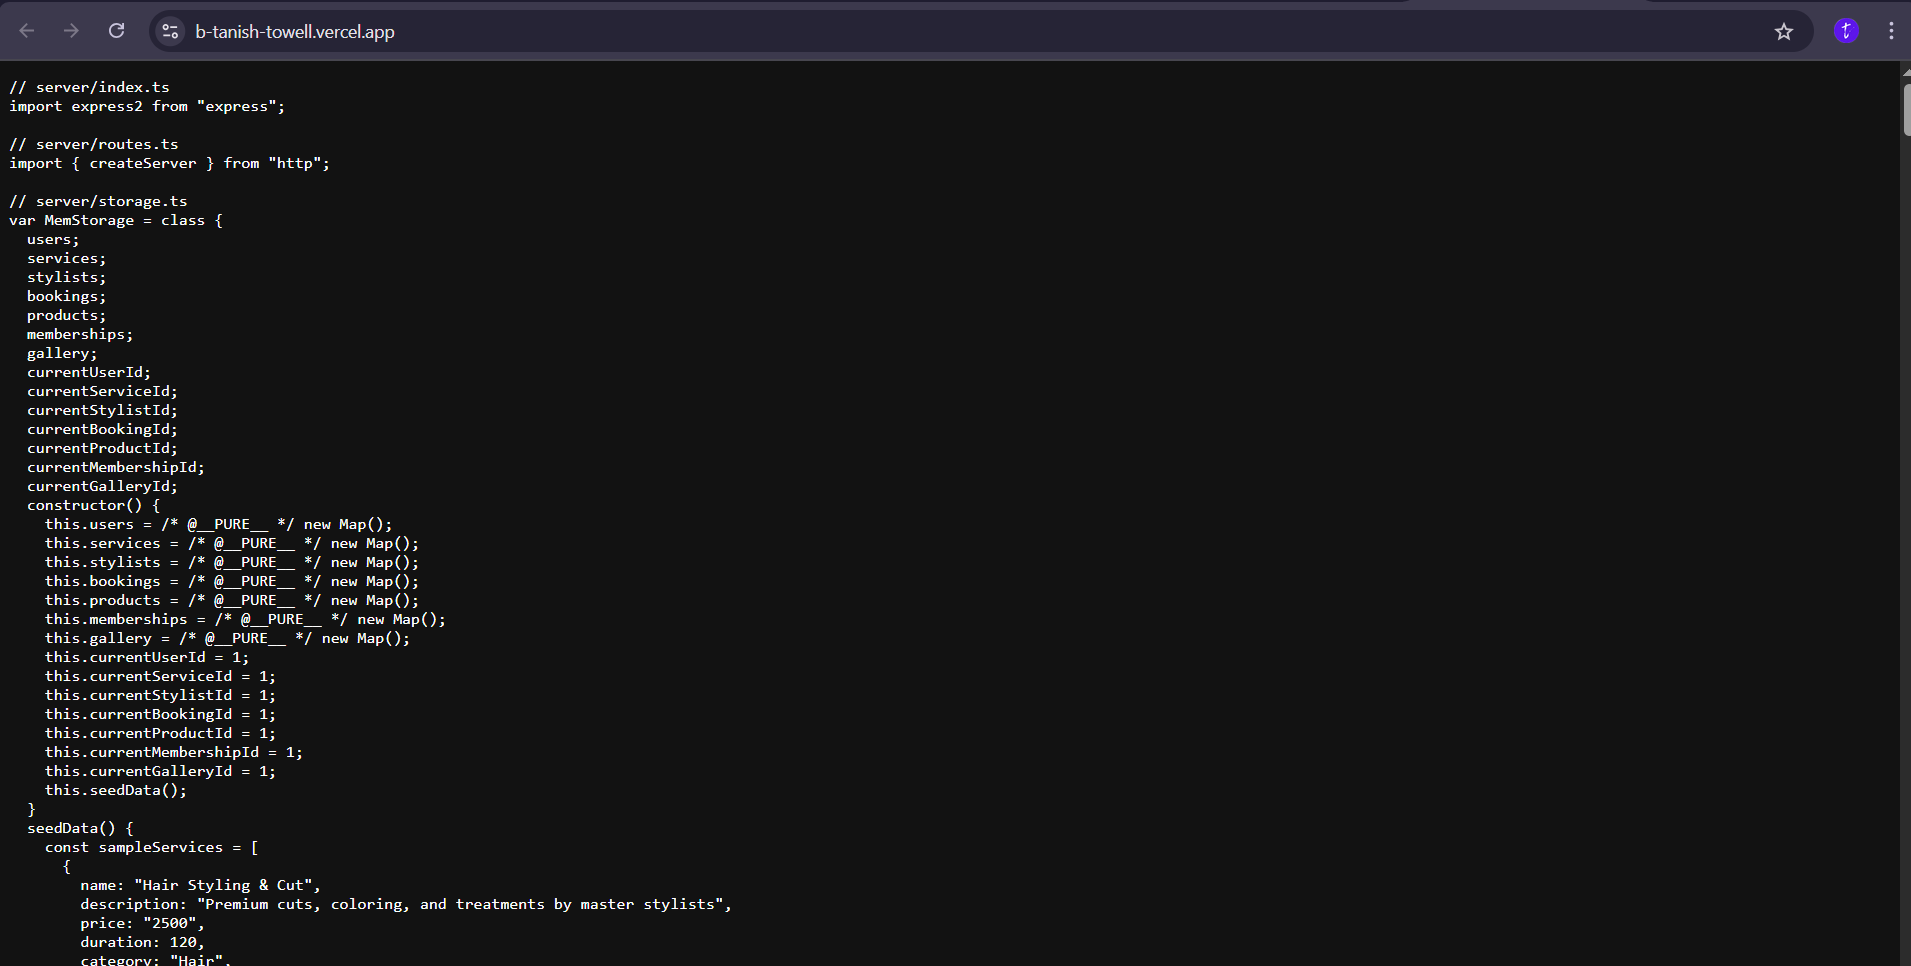 b-tanish-towell.vercel.app
t
// server/index.ts
import express2 from "express";
// server/routes.ts
import { createServer } from "http";
// server/storage.ts
var MemStorage = class {
  users;
  services;
  stylists;
  bookings;
  products;
  memberships;
  gallery;
  currentUserId;
  currentServiceId;
  currentStylistId;
  currentBookingId;
  currentProductId;
  currentMembershipId;
  currentGalleryId;
  constructor() {
    this.users = /* @__PURE__ */ new Map();
    this.services = /* @__PURE__ */ new Map();
    this.stylists = /* @__PURE__ */ new Map();
    this.bookings = /* @__PURE__ */ new Map();
    this.products = /* @__PURE__ */ new Map();
    this.memberships = /* @__PURE__ */ new Map();
    this.gallery = /* @__PURE__ */ new Map();
    this.currentUserId = 1;
    this.currentServiceId = 1;
    this.currentStylistId = 1;
    this.currentBookingId = 1;
    this.currentProductId = 1;
    this.currentMembershipId = 1;
    this.currentGalleryId = 1;
    this.seedData();
  }
  seedData() {
    const sampleServices = [
      {
        name: "Hair Styling & Cut",
        description: "Premium cuts, coloring, and treatments by master stylists",
        price: "2500",
        duration: 120,
        category: "Hair",